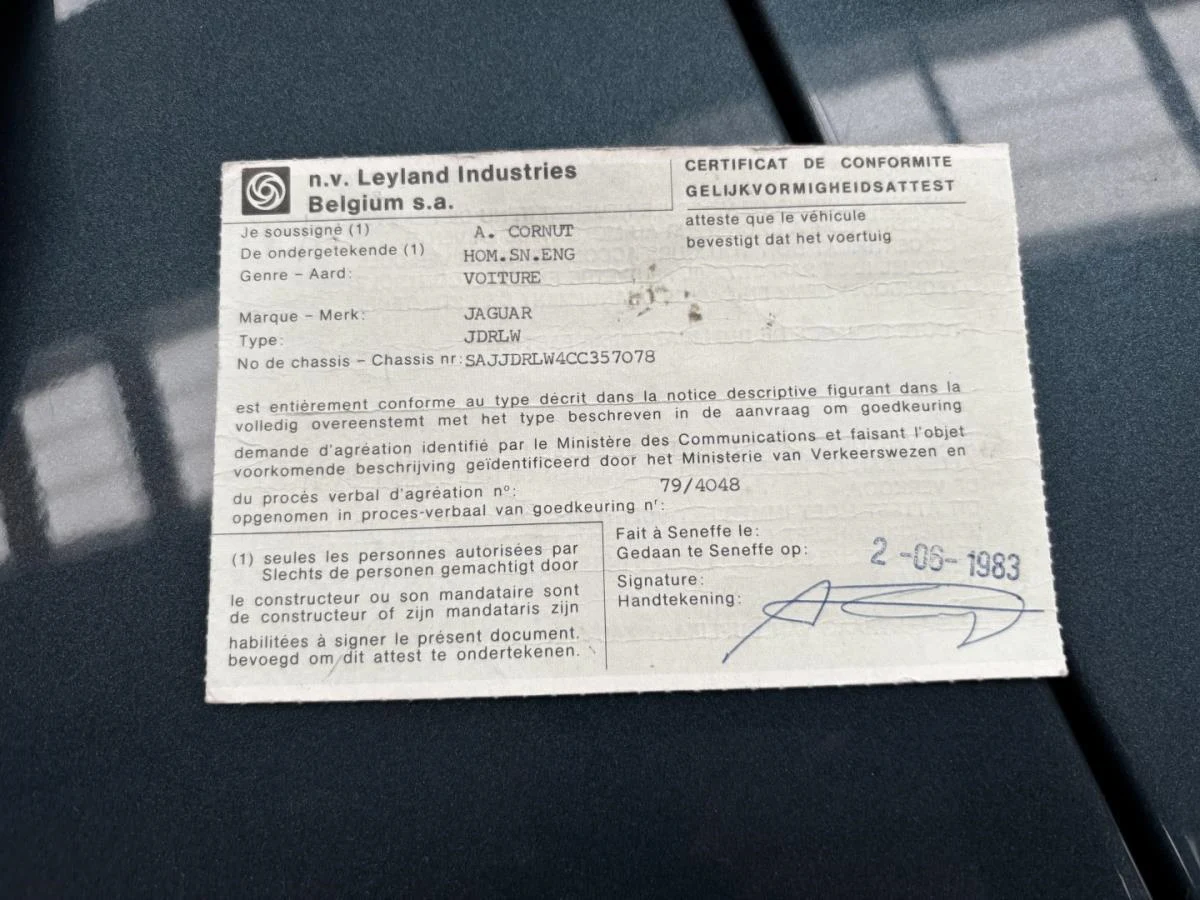 n.v. Leyland Industries
Belgium s.a.
CERTIFICAT DE CONFORMITE
GELIJKVORMIGHEIDSATTEST
Je soussigné (1) A. CORNUT
De ondergetekende (1) HOM.SN.ENG
atteste que le véhicule
bevestigt dat het voertuig
Genre – Aard: VOITURE
Marque – Merk: JAGUAR
Type: JDRLW
No de chassis – Chassis nr: SAJJDRLW4CC357078
est entièrement conforme au type décrit dans la notice descriptive figurant dans la
volledig overeenstemt met het type beschreven in de aanvraag om goedkeuring
demande d'agréation identifié par le Ministère des Communications et faisant l'objet
voorkomende beschrijving geïdentificeerd door het Ministerie van Verkeerswezen en
du procés verbal d'agréation n°: 79/4048
opgenomen in proces-verbaal van goedkeuring nr:
(1) seules les personnes autorisées par
Slechts de personen gemachtigt door
le constructeur ou son mandataire sont
de constructeur of zijn mandataris zijn
habilitées à signer le présent document.
bevoegd om dit attest te ondertekenen.
Fait à Seneffe le:
Gedaan te Seneffe op: 2-06-1983
Signature:
Handtekening: